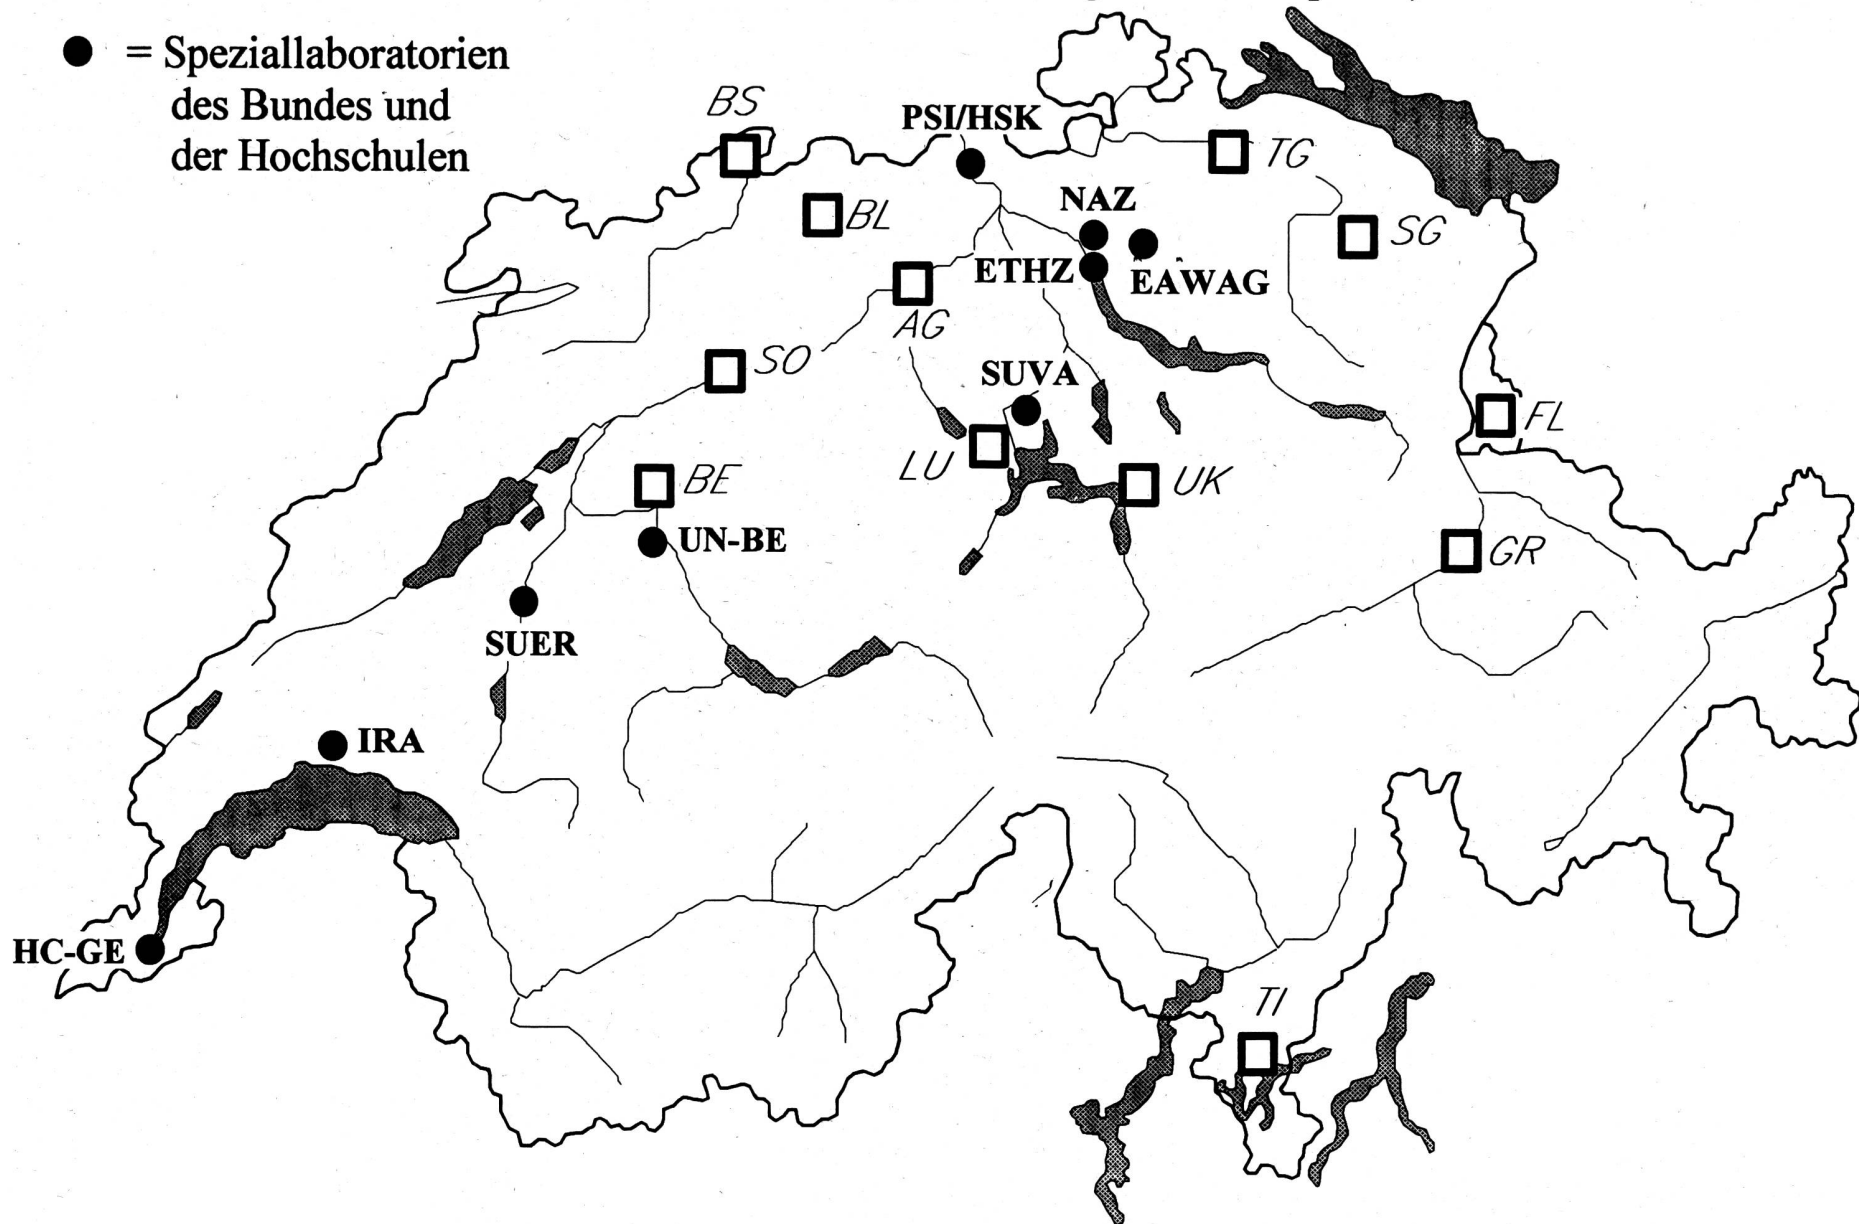 ● = Speziallaboratorien
des Bundes und
der Hochschulen
BS
PSI/HSK
TG
NAZ
BL
SG
ETHZ
EAWAG
AG
SO
SUVA
FL
LU
BE
UK
UN-BE
GR
SUER
IRA
HC-GE
TI